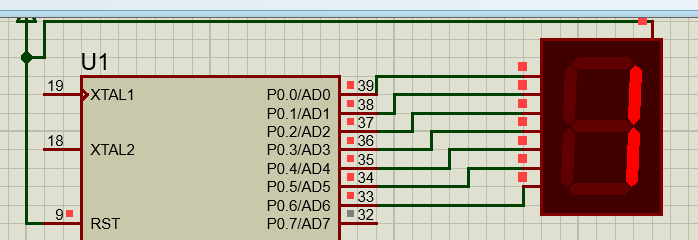 U1
19 XTAL1 P0.0/AD0 39
P0.1/AD1 38
18 XTAL2 P0.2/AD2 37
P0.3/AD3 36
P0.4/AD4 35
P0.5/AD5 34
P0.6/AD6 33
9 RST P0.7/AD7 32
1